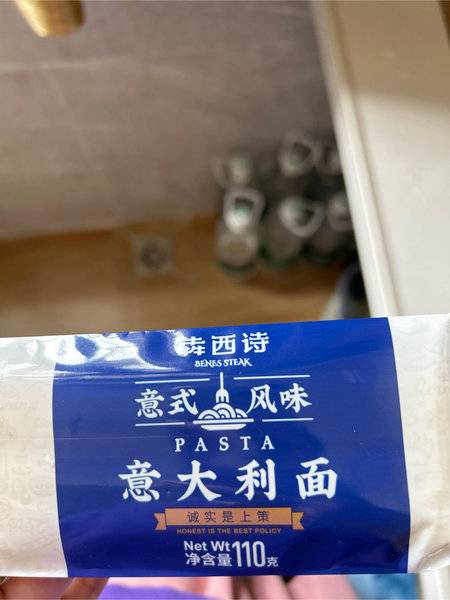 犇西诗
BENES STEAK
意式 风味
PASTA
意大利面
诚实是上策
HONEST IS THE BEST POLICY
Net Wt
净含量 110克